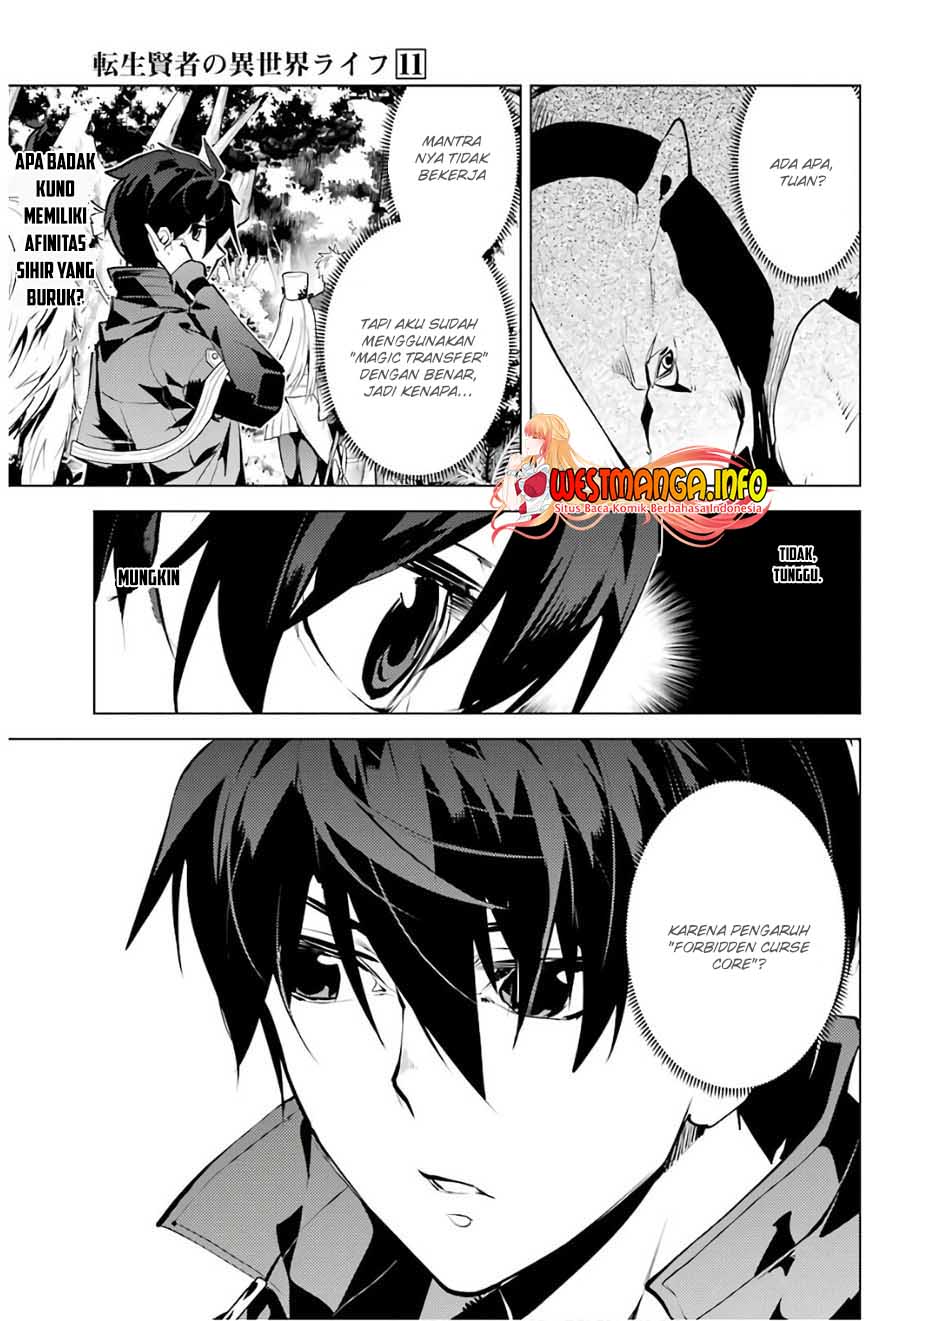 転生賢者の異世界ライフ 11
ADA APA,
TUAN?
MANTRA
NYA TIDAK
BEKERJA
TAPI AKU SUDAH
MENGGUNAKAN
"MAGIC TRANSFER"
DENGAN BENAR,
JADI KENAPA...
APA BADAK
KUNO
MEMILIKI
AFINITAS
SIHIR YANG
BURUK?
WESTMANGA.INFO
Situs Baca Komik Berbahasa Indonesia
TIDAK,
TUNGGU.
MUNGKIN
KARENA PENGARUH
"FORBIDDEN CURSE
CORE"?